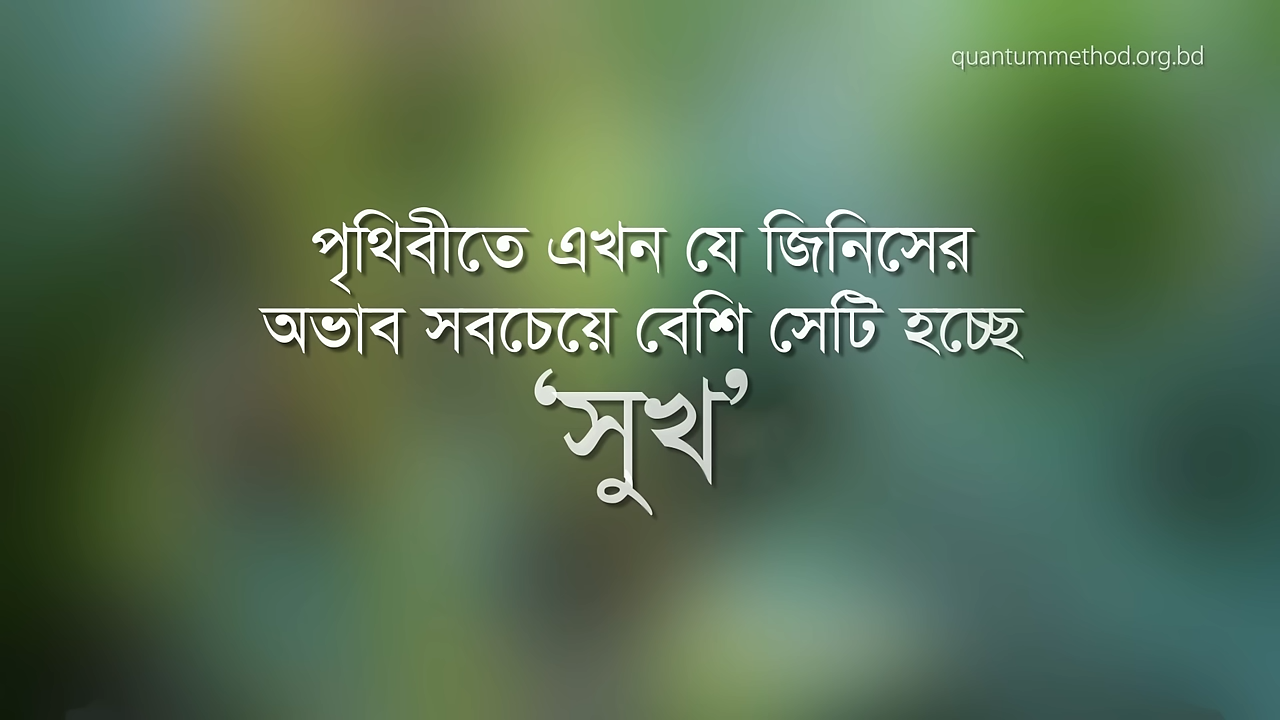 quantummethod.org.bd
পৃথিবীতে এখন যে জিনিসের
অভাব সবচেয়ে বেশি সেটি হচ্ছে
‘সুখ’